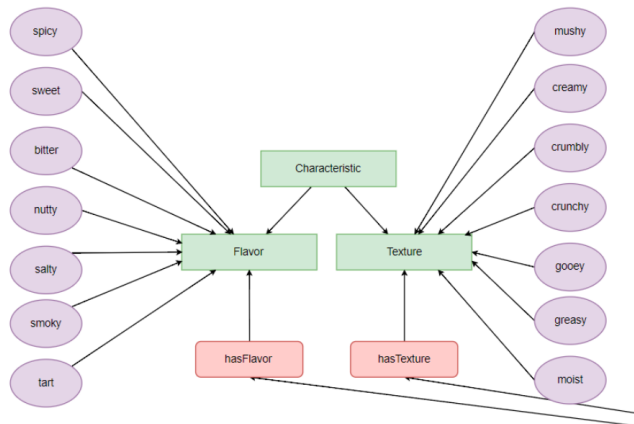 spicy
sweet
bitter
nutty
salty
smoky
tart
Characteristic
Flavor
Texture
hasFlavor
hasTexture
mushy
creamy
crumbly
crunchy
gooey
greasy
moist